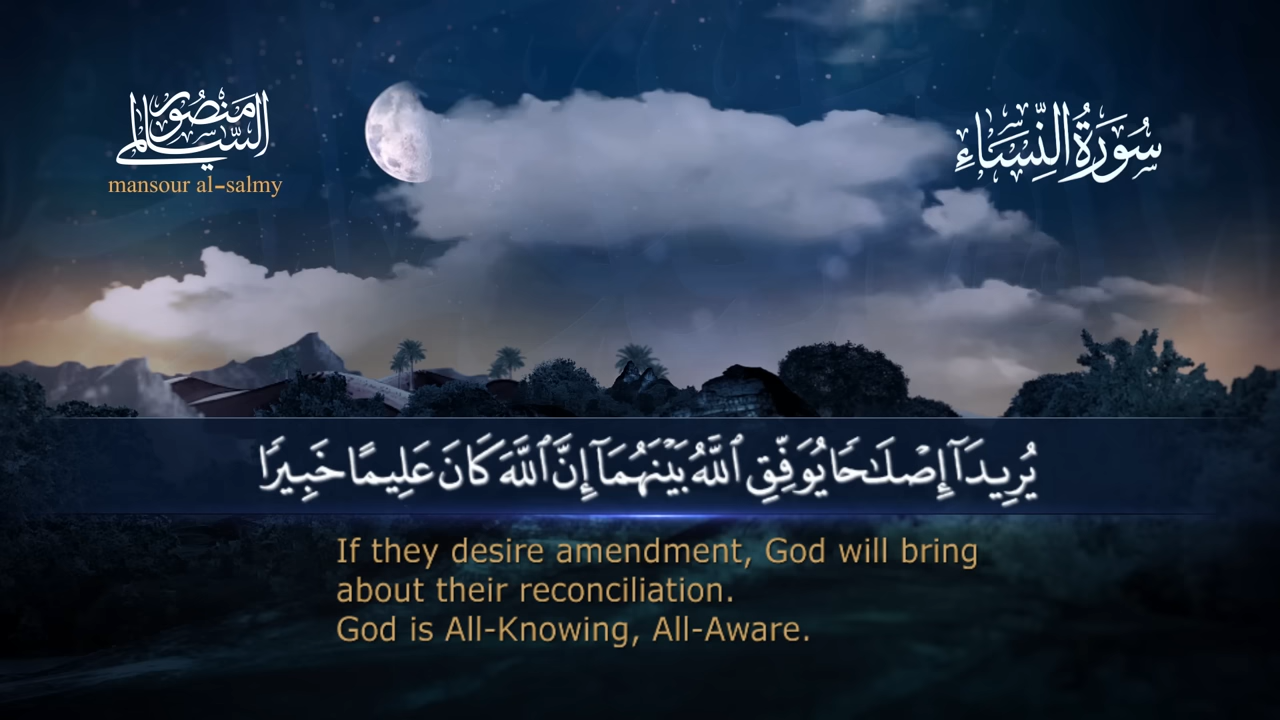 منصور
السالمي
mansour al-salmy
سُورَةُ النِّسَاءِ
يُرِيدَآ إِصْلَـٰحًا يُوَفِّقِ ٱللَّهُ بَيْنَهُمَآ إِنَّ ٱللَّهَ كَانَ عَلِيمًا خَبِيرًا
If they desire amendment, God will bring
about their reconciliation.
God is All-Knowing, All-Aware.